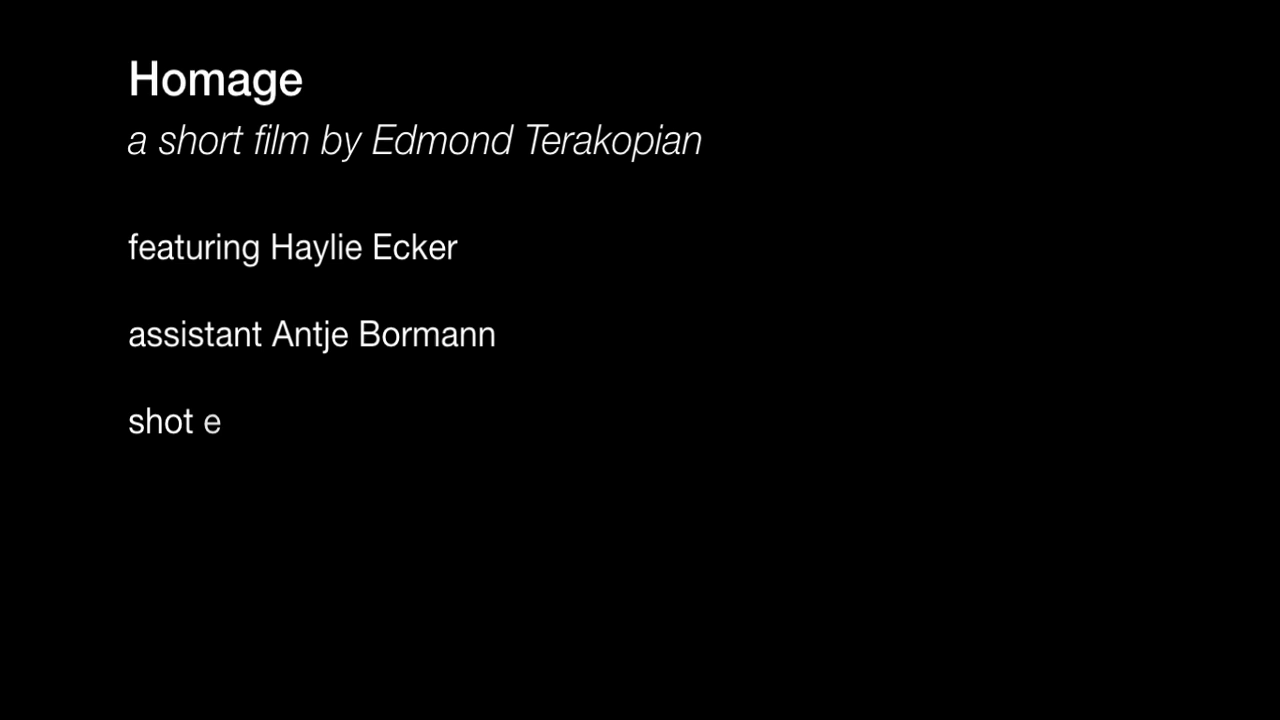 Homage
a short film by Edmond Terakopian
featuring Haylie Ecker
assistant Antje Bormann
shot e